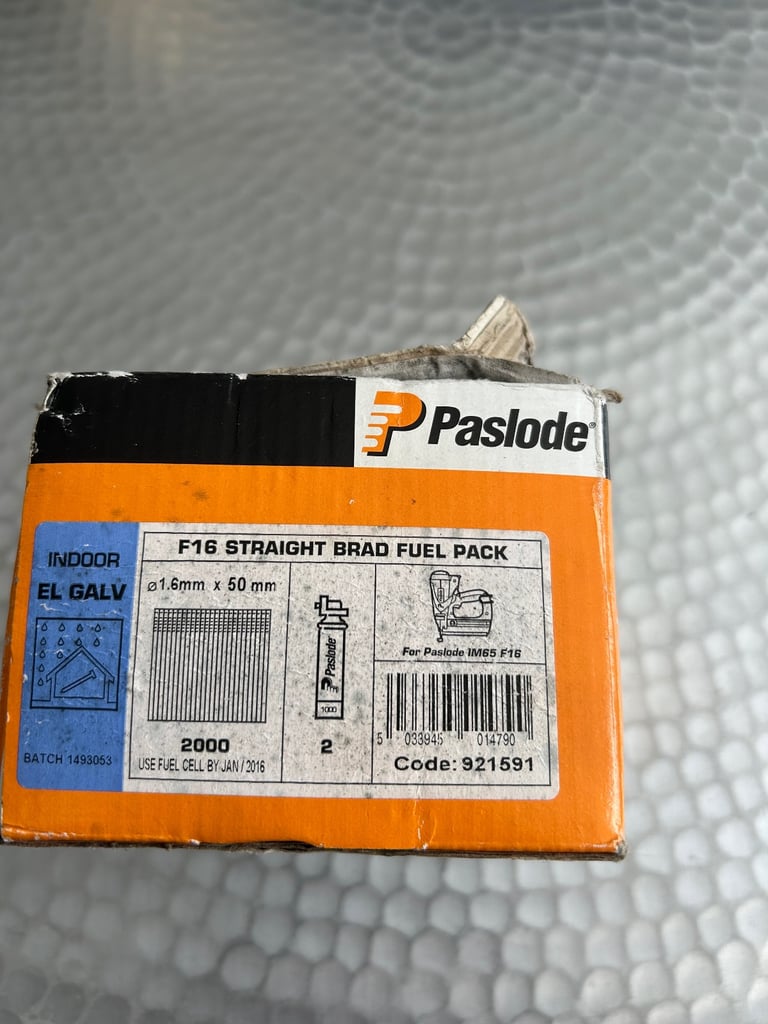 Paslode®
INDOOR
EL GALV
BATCH 1493053
F16 STRAIGHT BRAD FUEL PACK
⌀1.6mm x 50 mm
2000
USE FUEL CELL BY JAN / 2016
Paslode
1000
2
For Paslode IM65 F16
5 033945 014790
Code: 921591